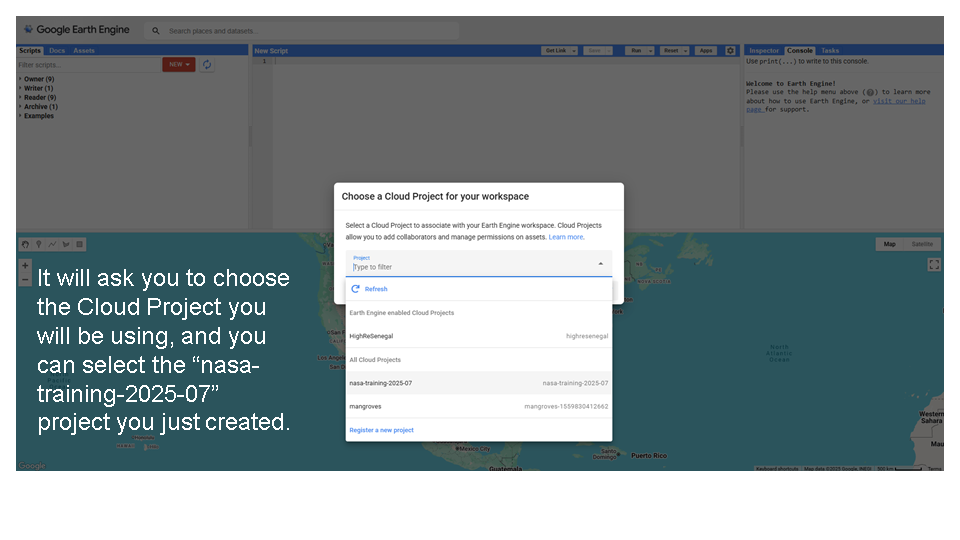 Google Earth Engine
Search places and datasets...
Scripts Docs Assets
New Script
Get Link Save Run Reset Apps
Inspector Console Tasks
Filter scripts...
NEW
1
Use print(...) to write to this console.
Owner (9)
Writer (1)
Reader (9)
Archive (1)
Examples
Welcome to Earth Engine!
Please use the help menu above (?) to learn more
about how to use Earth Engine, or visit our help
page for support.
Choose a Cloud Project for your workspace
Select a Cloud Project to associate with your Earth Engine workspace. Cloud Projects
allow you to add collaborators and manage permissions on assets. Learn more.
Project
Type to filter
Refresh
Earth Engine enabled Cloud Projects
HighReSenegal highresenegal
All Cloud Projects
nasa-training-2025-07 nasa-training-2025-07
mangroves mangroves-1559830412662
Register a new project
Map Satellite
It will ask you to choose
the Cloud Project you
will be using, and you
can select the “nasa-
training-2025-07”
project you just created.
North
Atlantic
Ocean
Western
Sahara
Mexico City
Santo
Domingo
Puerto Rico
Guatemala
Google
Keyboard shortcuts Map data ©2025 Google, INEGI 500 km Terms